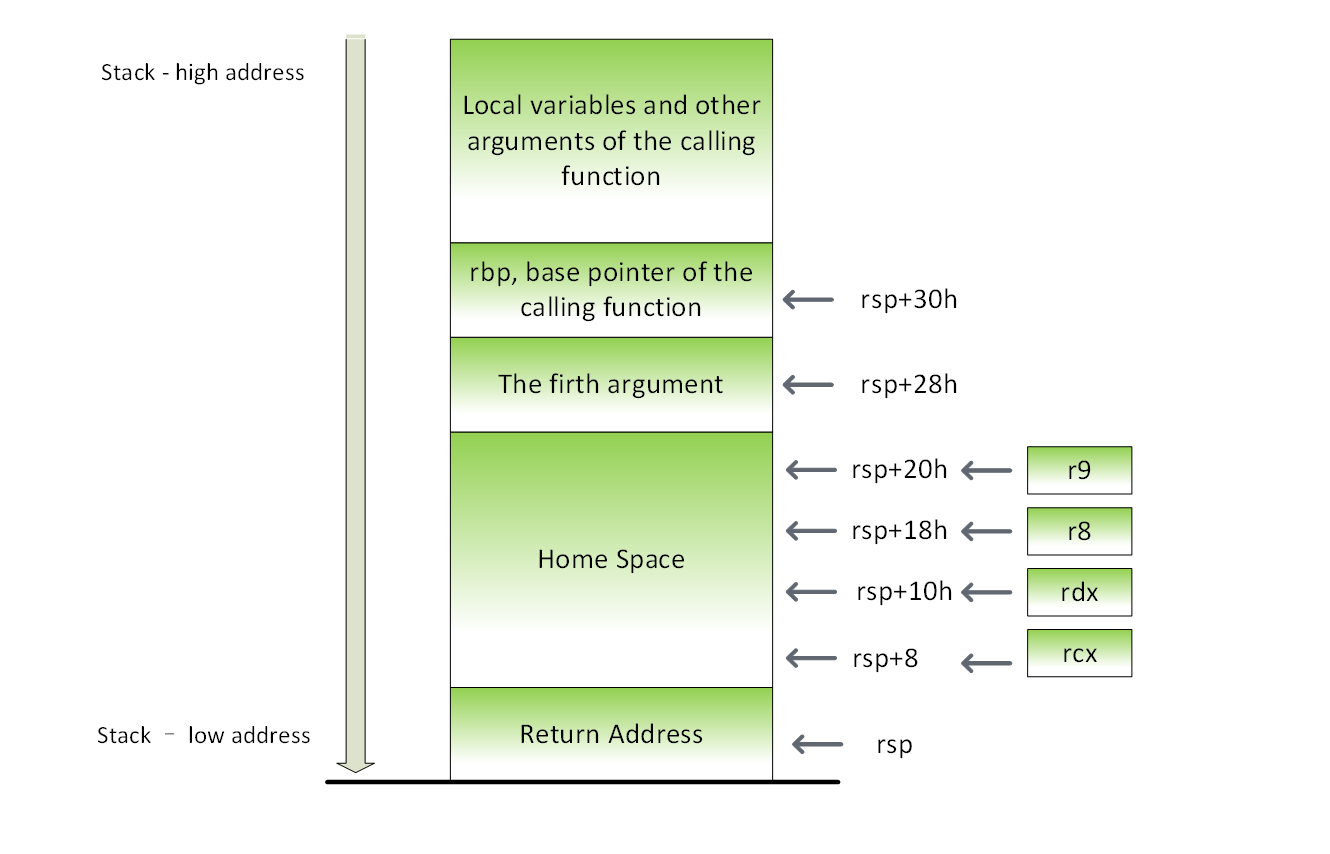 Stack - high address
Local variables and other
arguments of the calling
function
rbp, base pointer of the
calling function
rsp+30h
The firth argument
rsp+28h
rsp+20h
r9
rsp+18h
r8
Home Space
rsp+10h
rdx
rsp+8
rcx
Stack – low address
Return Address
rsp